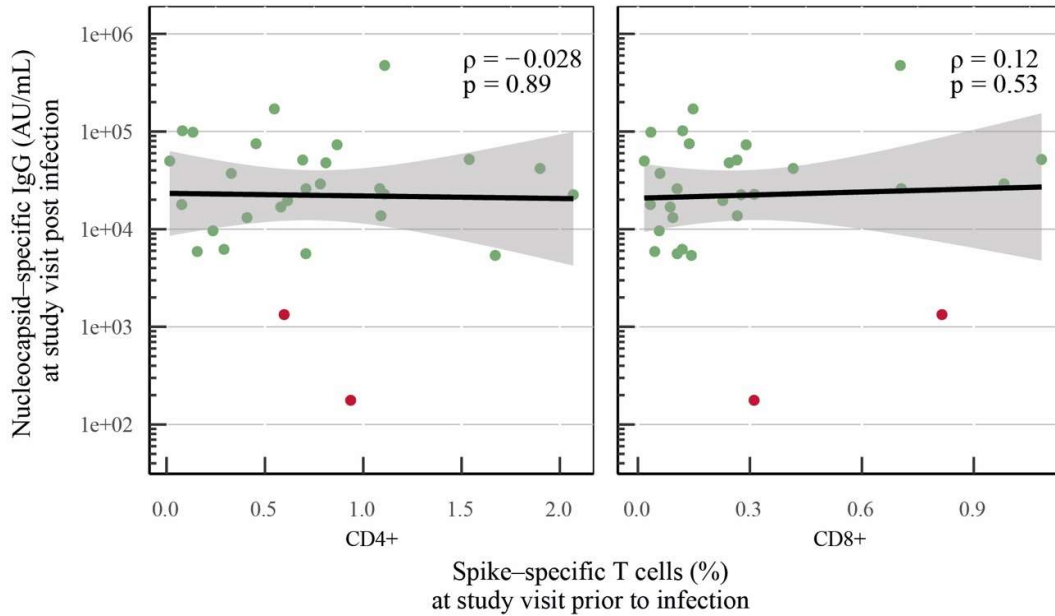 Nucleocapsid–specific IgG (AU/mL)
at study visit post infection
1e+06
1e+05
1e+04
1e+03
1e+02
ρ = −0.028
p = 0.89
ρ = 0.12
p = 0.53
0.0 0.5 1.0 1.5 2.0
CD4+
0.0 0.3 0.6 0.9
CD8+
Spike–specific T cells (%)
at study visit prior to infection